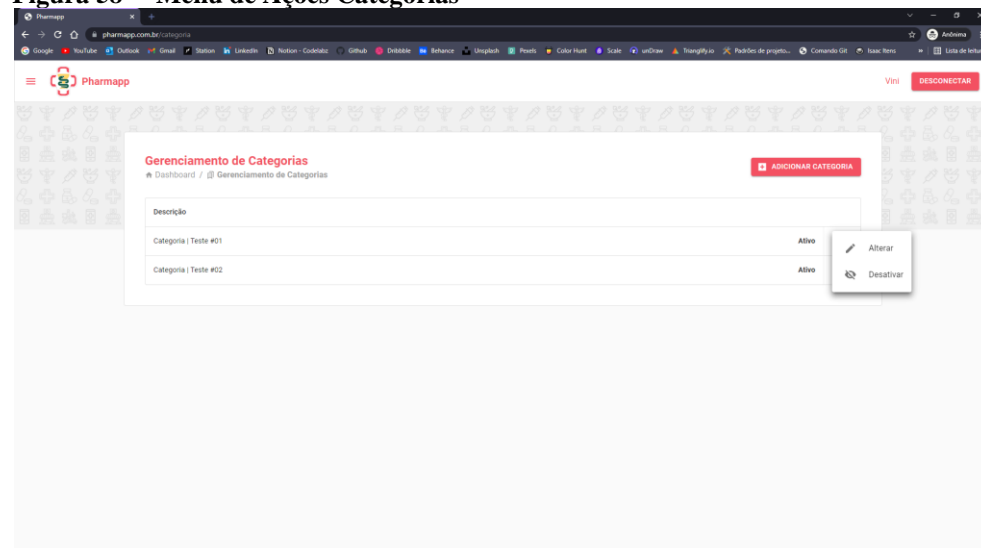 Figura 58 – Menu de Ações Categorias
Pharmapp
pharmapp.com.br/categoria
Anônima
Google YouTube Outlook Gmail Station LinkedIn Notion - Codelabz Github Dribbble Behance Unsplash Pexels Color Hunt Scale unDraw Trianglify.io Padrões de projeto... Comando Git Isaac Itens » Lista de leitu
Pharmapp
Vini DESCONECTAR
Gerenciamento de Categorias
Dashboard / Gerenciamento de Categorias
ADICIONAR CATEGORIA
Descrição
Categoria | Teste #01 Ativo
Categoria | Teste #02 Ativo
Alterar
Desativar